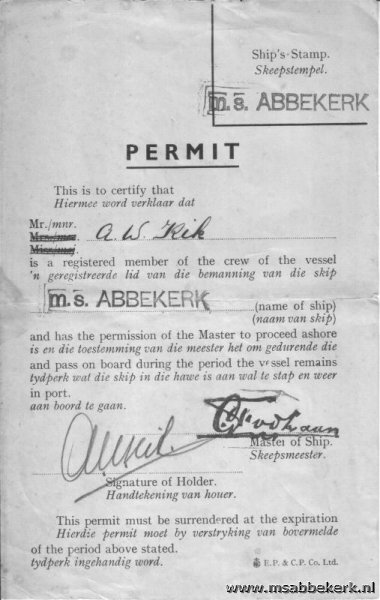 Ship's Stamp.
Skeepstempel.
m.s. ABBEKERK
PERMIT
This is to certify that
Hiermee word verklaar dat
Mr./mnr.
Mrs./mev.
Miss/mej.
A W Kik
is a registered member of the crew of the vessel
'n geregistreerde lid van die bemanning van die skip
m.s. ABBEKERK
(name of ship)
(naam van skip)
and has the permission of the Master to proceed ashore
is en die toestemming van die meester het om gedurende die
and pass on board during the period the vessel remains
tydperk wat die skip in die hawe is aan wal te stap en weer
in port.
aan boord te gaan.
AWKik
Master of Ship.
Skeepsmeester.
Signature of Holder.
Handtekening van houer.
This permit must be surrendered at the expiration
Hierdie permit moet by verstryking van bovermelde
of the period above stated.
tydperk ingehandig word.
E.P. & C.P. Co. Ltd.
www.msabbekerk.nl